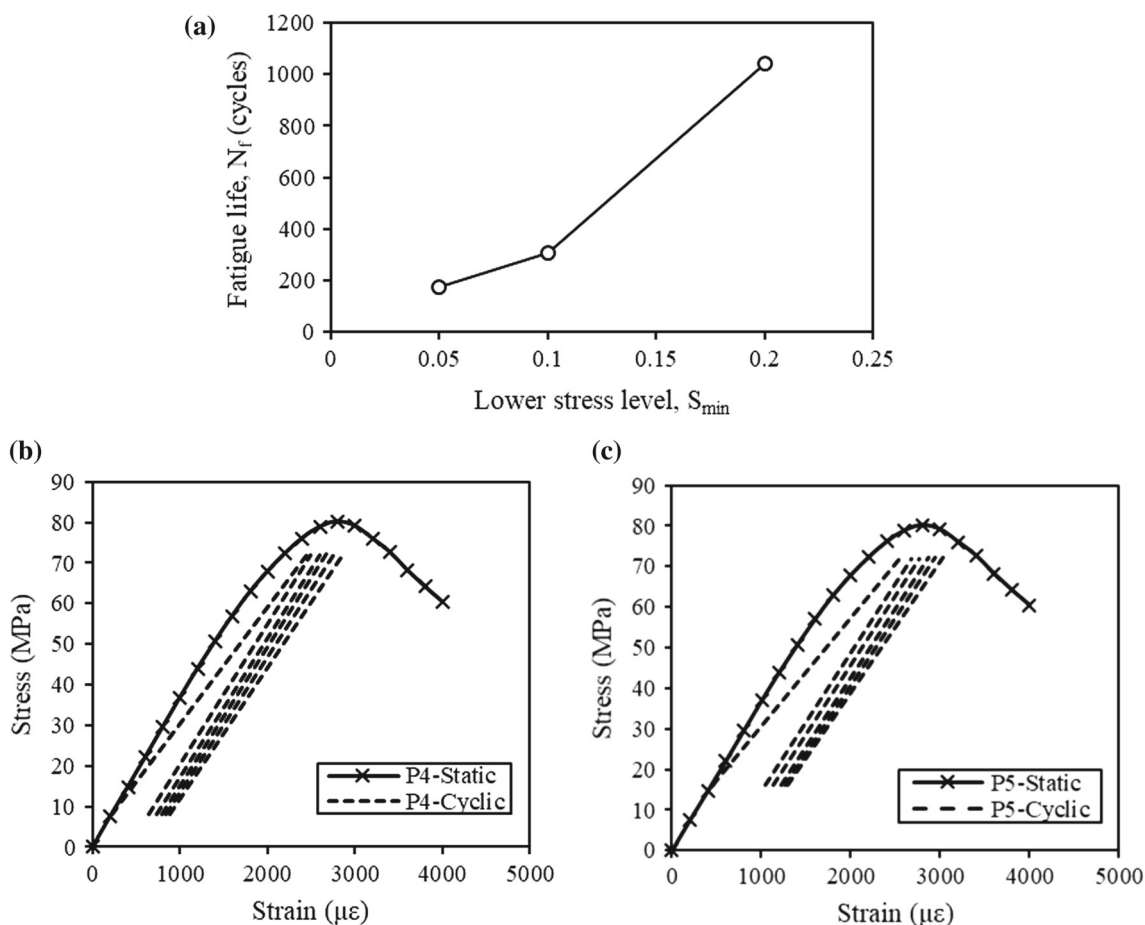 (a)
1200
1000
800
600
400
200
0
Fatigue life, Nf (cycles)
0 0.05 0.1 0.15 0.2 0.25
Lower stress level, Smin
(b)
90
80
70
60
50
40
30
20
10
0
Stress (MPa)
P4-Static
P4-Cyclic
0 1000 2000 3000 4000 5000
Strain (με)
(c)
90
80
70
60
50
40
30
20
10
0
Stress (MPa)
P5-Static
P5-Cyclic
0 1000 2000 3000 4000 5000
Strain (με)